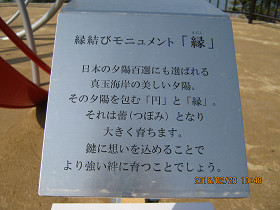 縁結びモニュメント「縁」
日本の夕陽百選にも選ばれる
真玉海岸の美しい夕陽。
その夕陽を包む「円」と「縁」。
それは蕾(つぼみ)となり
大きく育ちます。
鍵に想いを込めることで
より強い絆に育つことでしょう。